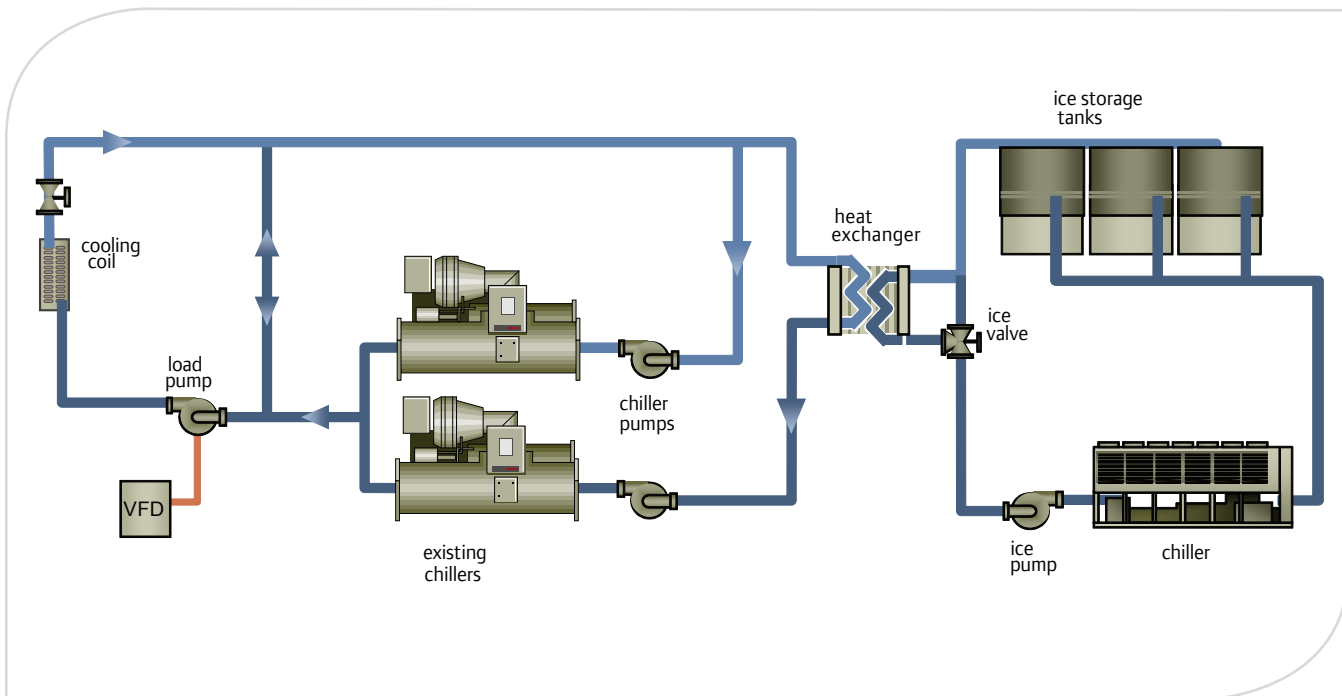 ice storage
tanks
heat
exchanger
cooling
coil
ice
valve
load
pump
chiller
pumps
VFD
existing
chillers
ice
pump
chiller